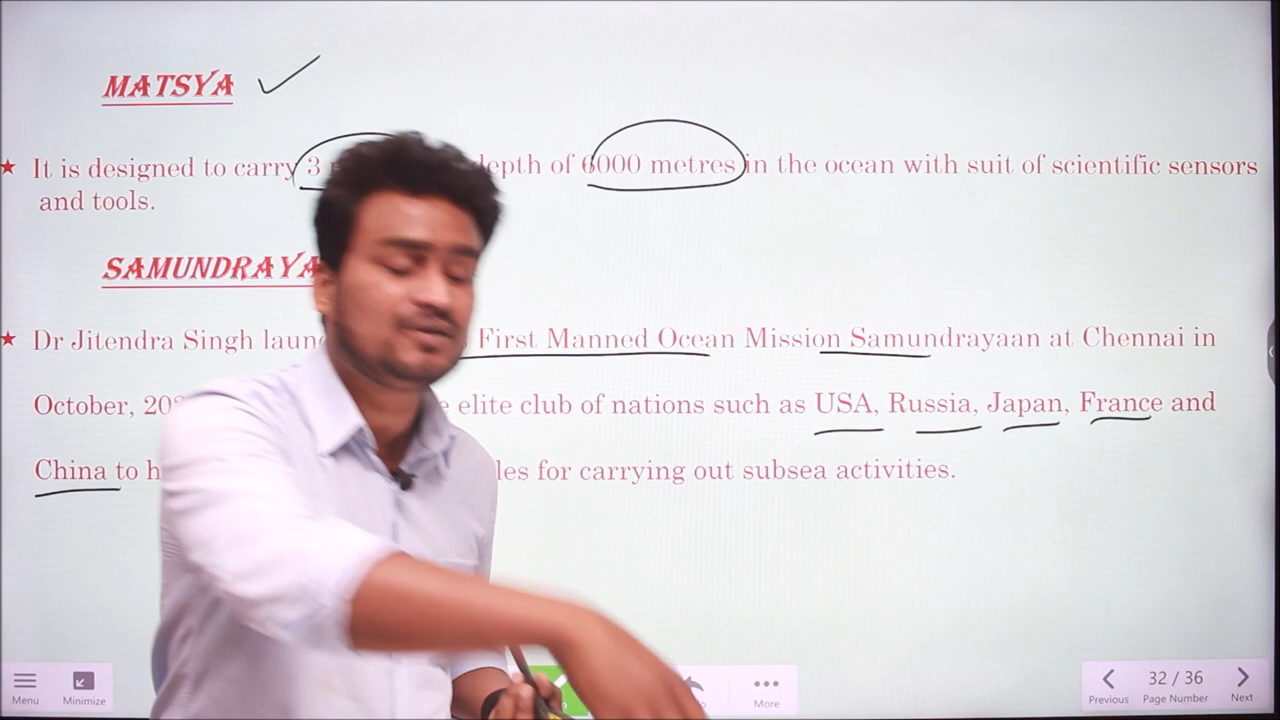 MATSYA
★ It is designed to carry 3 depth of 6000 metres in the ocean with suit of scientific sensors
and tools.
SAMUNDRAYA
★ Dr Jitendra Singh First Manned Ocean Mission Samundrayaan at Chennai in
October, elite club of nations such as USA, Russia, Japan, France and
China to for carrying out subsea activities.
Menu
Minimize
More
Previous
32 / 36
Page Number
Next